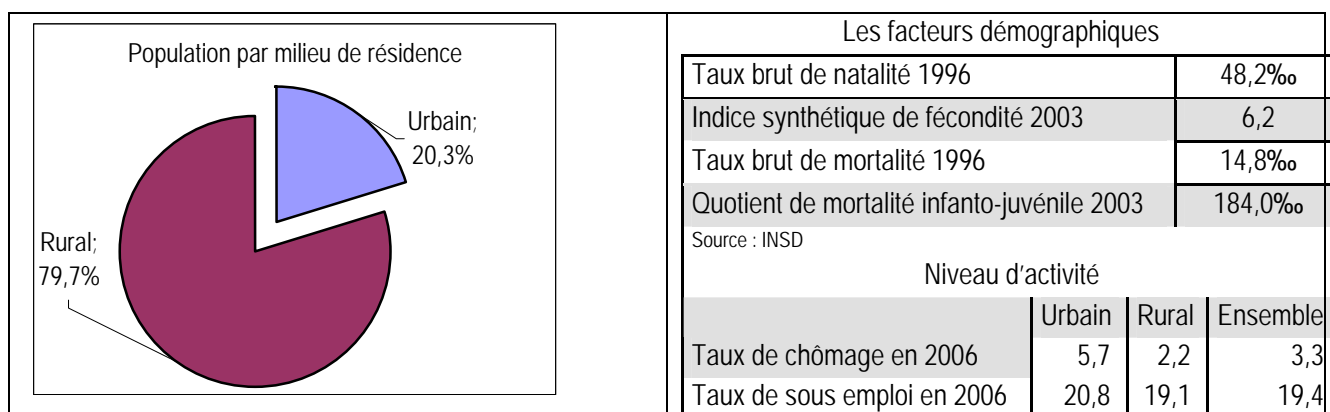 Population par milieu de résidence
Urbain;
20,3%
Rural;
79,7%
Les facteurs démographiques
Taux brut de natalité 1996 48,2‰
Indice synthétique de fécondité 2003 6,2
Taux brut de mortalité 1996 14,8‰
Quotient de mortalité infanto-juvénile 2003 184,0‰
Source : INSD
Niveau d’activité
Urbain Rural Ensemble
Taux de chômage en 2006 5,7 2,2 3,3
Taux de sous emploi en 2006 20,8 19,1 19,4